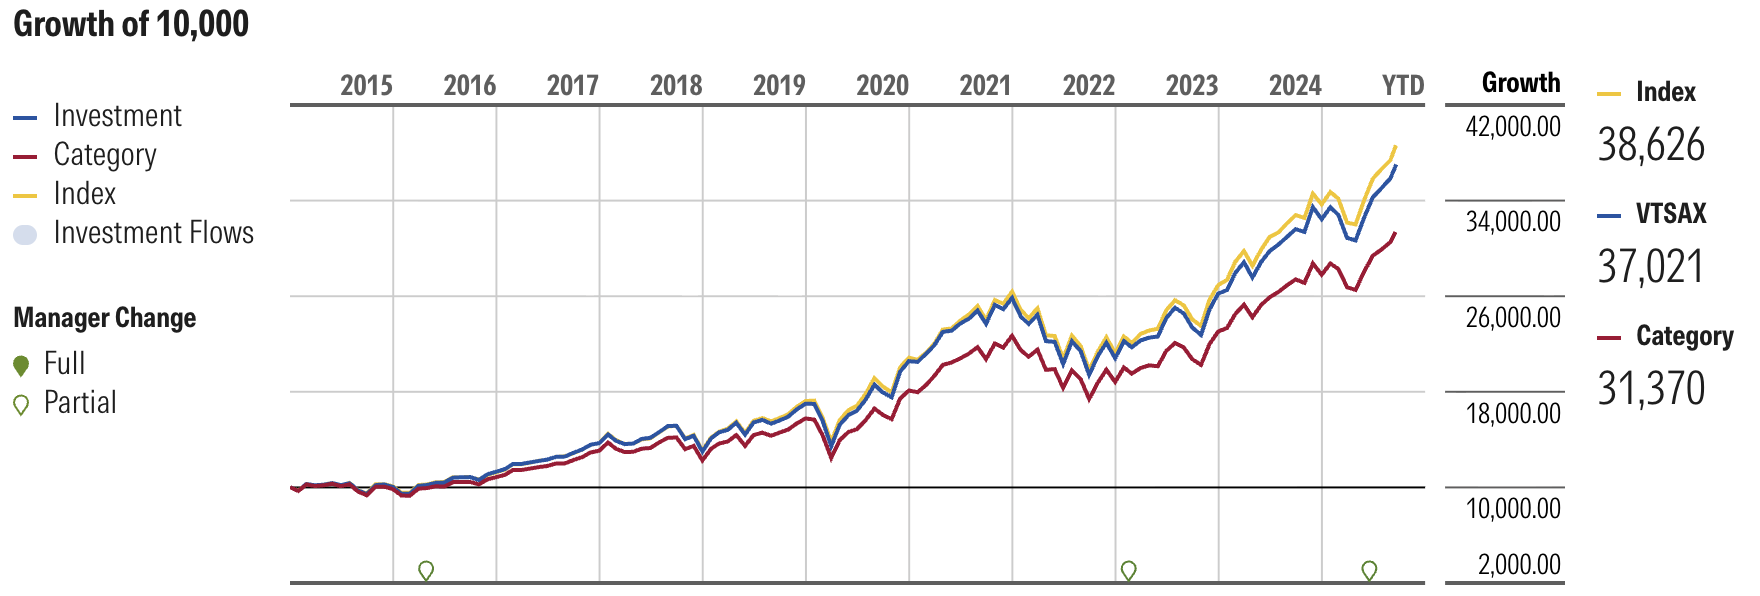 Growth of 10,000
Investment
Category
Index
Investment Flows
Manager Change
Full
Partial
2015 2016 2017 2018 2019 2020 2021 2022 2023 2024 YTD
Growth
42,000.00
34,000.00
26,000.00
18,000.00
10,000.00
2,000.00
Index
38,626
VTSAX
37,021
Category
31,370